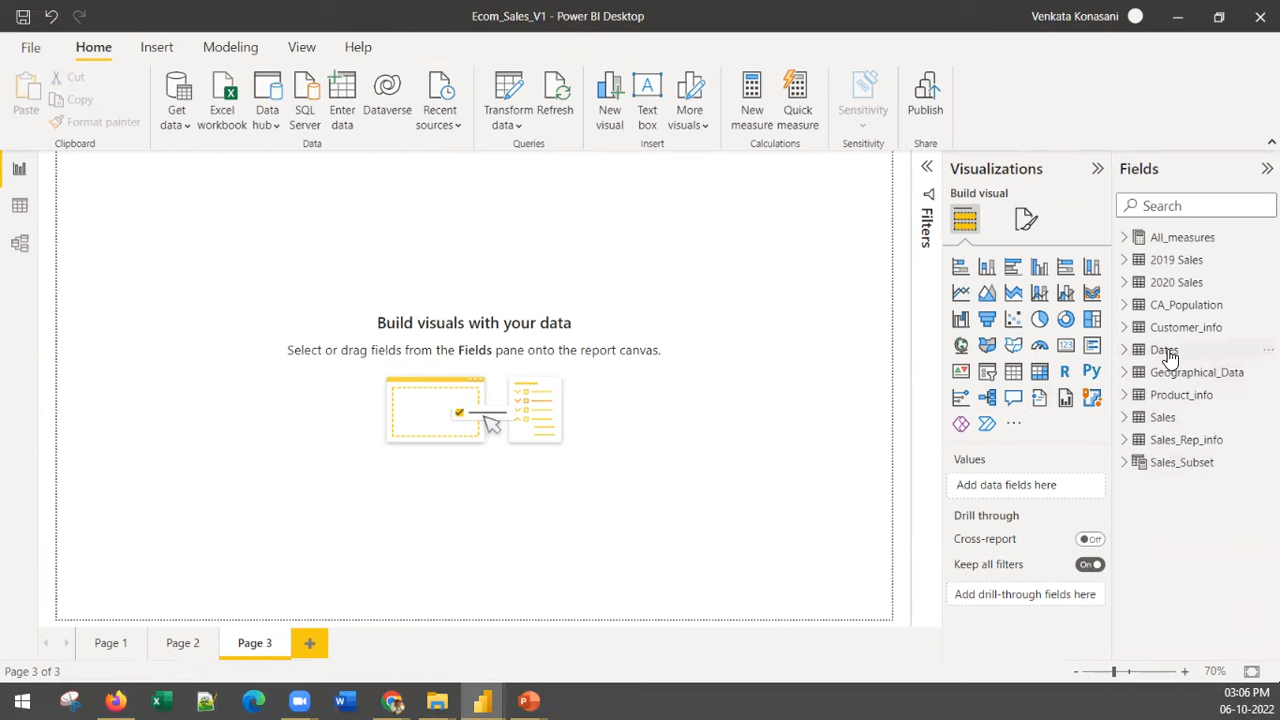 Ecom_Sales_V1 - Power BI Desktop
Venkata Konasani
File
Home
Insert
Modeling
View
Help
Paste
Cut
Copy
Format painter
Clipboard
Get data
Excel workbook
Data hub
SQL Server
Enter data
Dataverse
Recent sources
Data
Transform data
Refresh
Queries
New visual
Text box
More visuals
Insert
New measure
Quick measure
Calculations
Sensitivity
Sensitivity
Publish
Share
Build visuals with your data
Select or drag fields from the Fields pane onto the report canvas.
Filters
Visualizations
Build visual
123
R
Py
Values
Add data fields here
Drill through
Cross-report
Off
Keep all filters
On
Add drill-through fields here
Fields
Search
All_measures
2019 Sales
2020 Sales
CA_Population
Customer_info
Dates
Geographical_Data
Product_info
Sales
Sales_Rep_info
Sales_Subset
Page 1
Page 2
Page 3
Page 3 of 3
70%
03:06 PM
06-10-2022